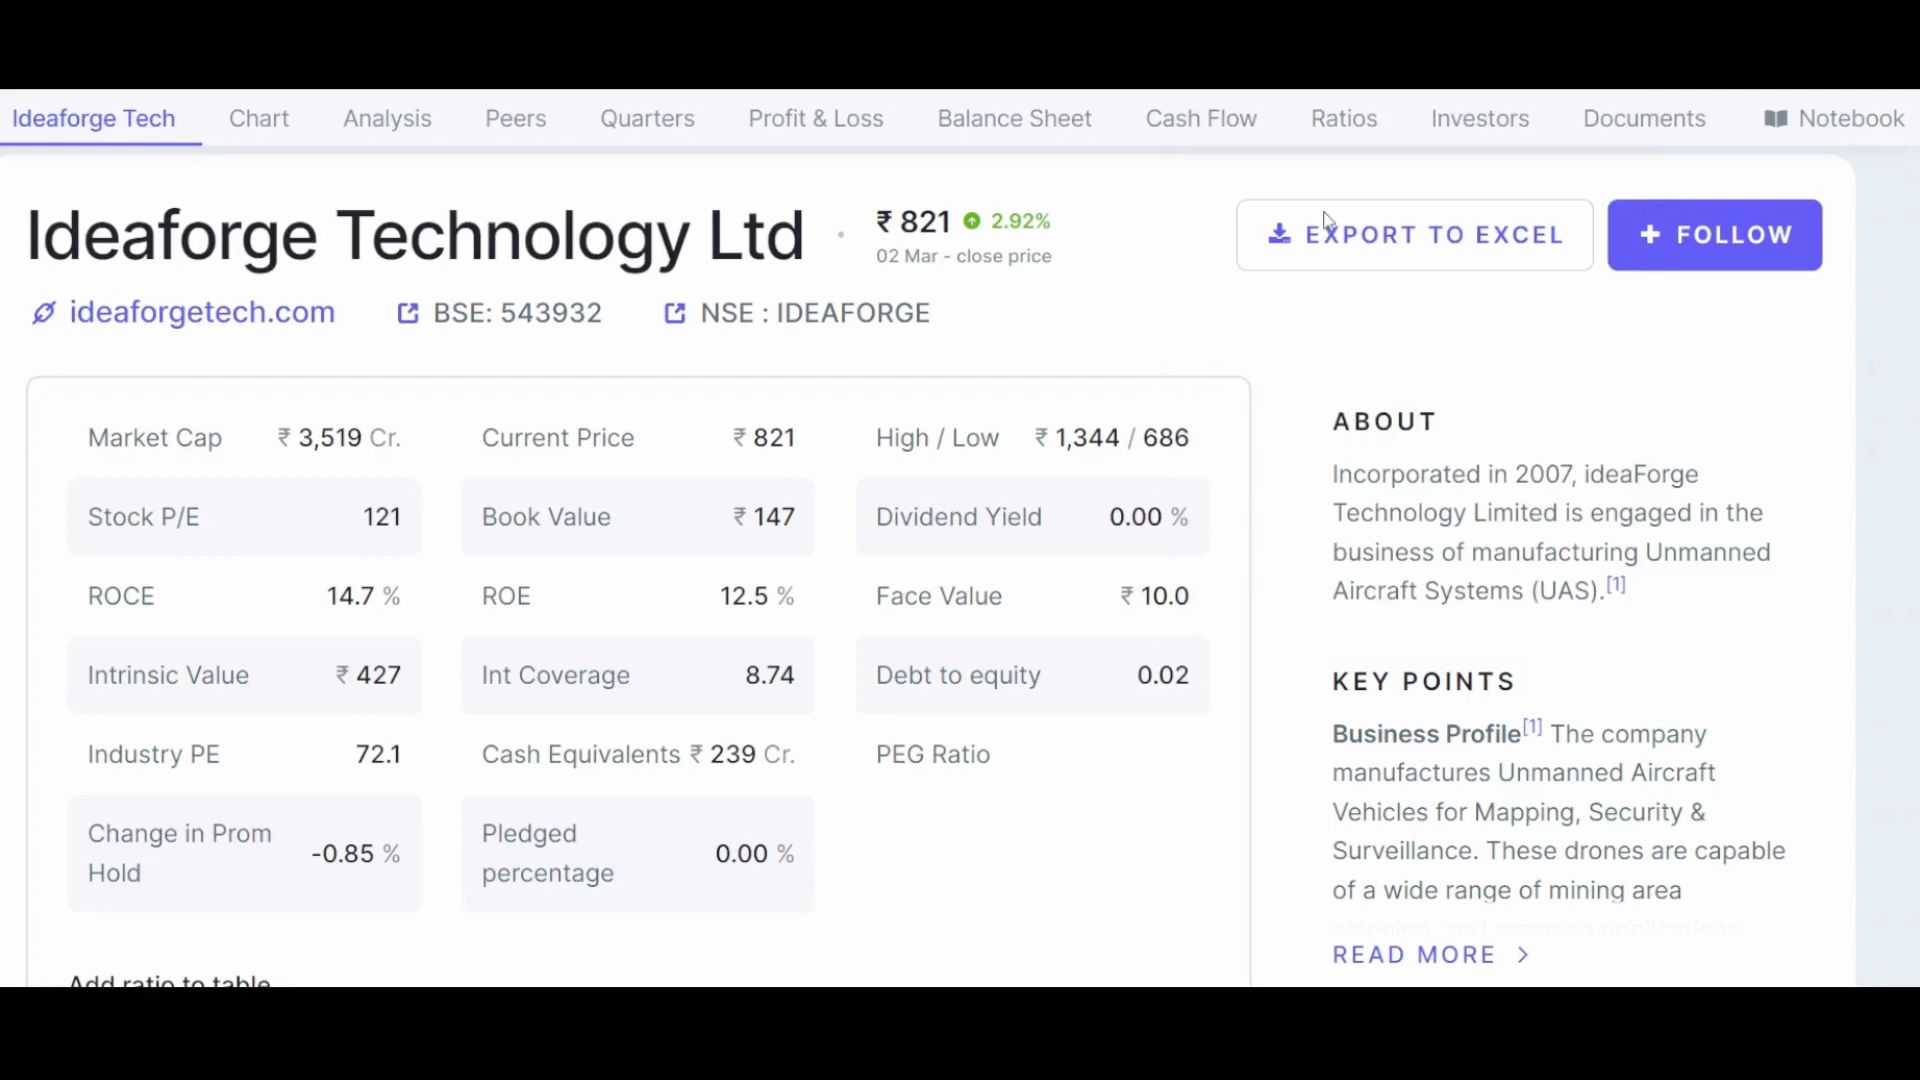 Ideaforge Tech Chart Analysis Peers Quarters Profit & Loss Balance Sheet Cash Flow Ratios Investors Documents Notebook
Ideaforge Technology Ltd
₹ 821 2.92%
02 Mar - close price
EXPORT TO EXCEL
+ FOLLOW
ideaforgetech.com BSE: 543932 NSE : IDEAFORGE
Market Cap ₹ 3,519 Cr. Current Price ₹ 821 High / Low ₹ 1,344 / 686
Stock P/E 121 Book Value ₹ 147 Dividend Yield 0.00 %
ROCE 14.7 % ROE 12.5 % Face Value ₹ 10.0
Intrinsic Value ₹ 427 Int Coverage 8.74 Debt to equity 0.02
Industry PE 72.1 Cash Equivalents ₹ 239 Cr. PEG Ratio
Change in Prom
Hold
-0.85 %
Pledged
percentage
0.00 %
Add ratio to table
ABOUT
Incorporated in 2007, ideaForge
Technology Limited is engaged in the
business of manufacturing Unmanned
Aircraft Systems (UAS).[1]
KEY POINTS
Business Profile[1] The company
manufactures Unmanned Aircraft
Vehicles for Mapping, Security &
Surveillance. These drones are capable
of a wide range of mining area
planning, and mapping applications
READ MORE >